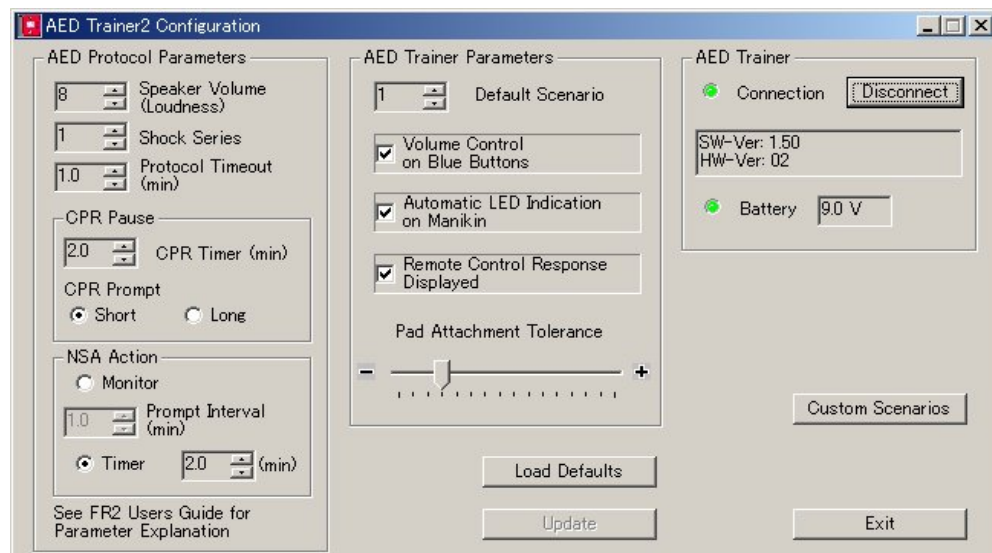 AED Trainer2 Configuration
AED Protocol Parameters
8 Speaker Volume
(Loudness)
1 Shock Series
1.0 Protocol Timeout
(min)
CPR Pause
2.0 CPR Timer (min)
CPR Prompt
Short Long
NSA Action
Monitor
1.0 Prompt Interval
(min)
Timer 2.0 (min)
See FR2 Users Guide for
Parameter Explanation
AED Trainer Parameters
1 Default Scenario
Volume Control
on Blue Buttons
Automatic LED Indication
on Manikin
Remote Control Response
Displayed
Pad Attachment Tolerance
- +
Load Defaults
Update
AED Trainer
Connection Disconnect
SW-Ver: 1.50
HW-Ver: 02
Battery 9.0 V
Custom Scenarios
Exit